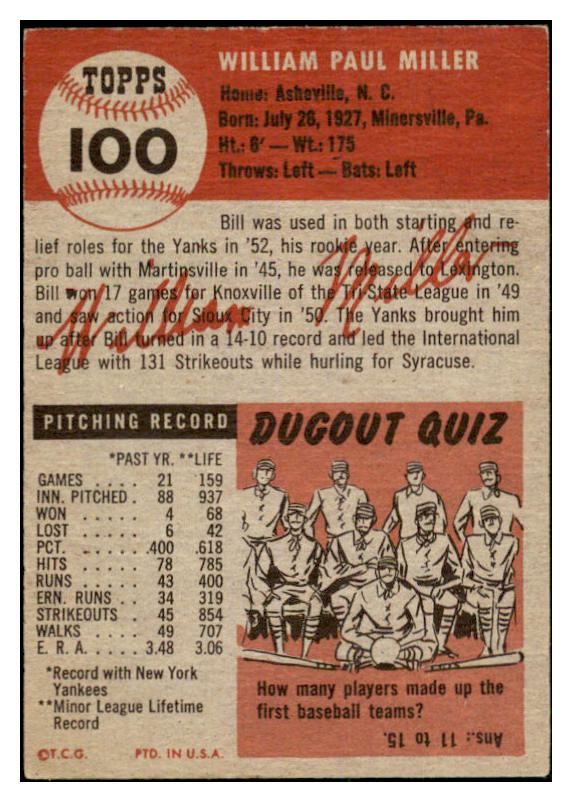 TOPPS
100
WILLIAM PAUL MILLER
Home: Asheville, N. C.
Born: July 26, 1927, Minersville, Pa.
Ht.: 6' — Wt.: 175
Throws: Left — Bats: Left
Bill was used in both starting and re-
lief roles for the Yanks in '52, his rookie year. After entering
pro ball with Martinsville in '45, he was released to Lexington.
Bill won 17 games for Knoxville of the Tri-State League in '49
and saw action for Sioux City in '50. The Yanks brought him
up after Bill turned in a 14-10 record and led the International
League with 131 Strikeouts while hurling for Syracuse.
William Miller
PITCHING RECORD
*PAST YR. **LIFE
GAMES ..... 21 159
INN. PITCHED . 88 937
WON ..... 4 68
LOST ..... 6 42
PCT. ..... .400 .618
HITS ..... 78 785
RUNS ..... 43 400
ERN. RUNS .. 34 319
STRIKEOUTS . 45 854
WALKS .... 49 707
E. R. A. .... 3.48 3.06
*Record with New York
Yankees
**Minor League Lifetime
Record
©T.C.G. PTD. IN U.S.A.
DUGOUT QUIZ
How many players made up the
first baseball teams?
Ans.: 11 to 15.